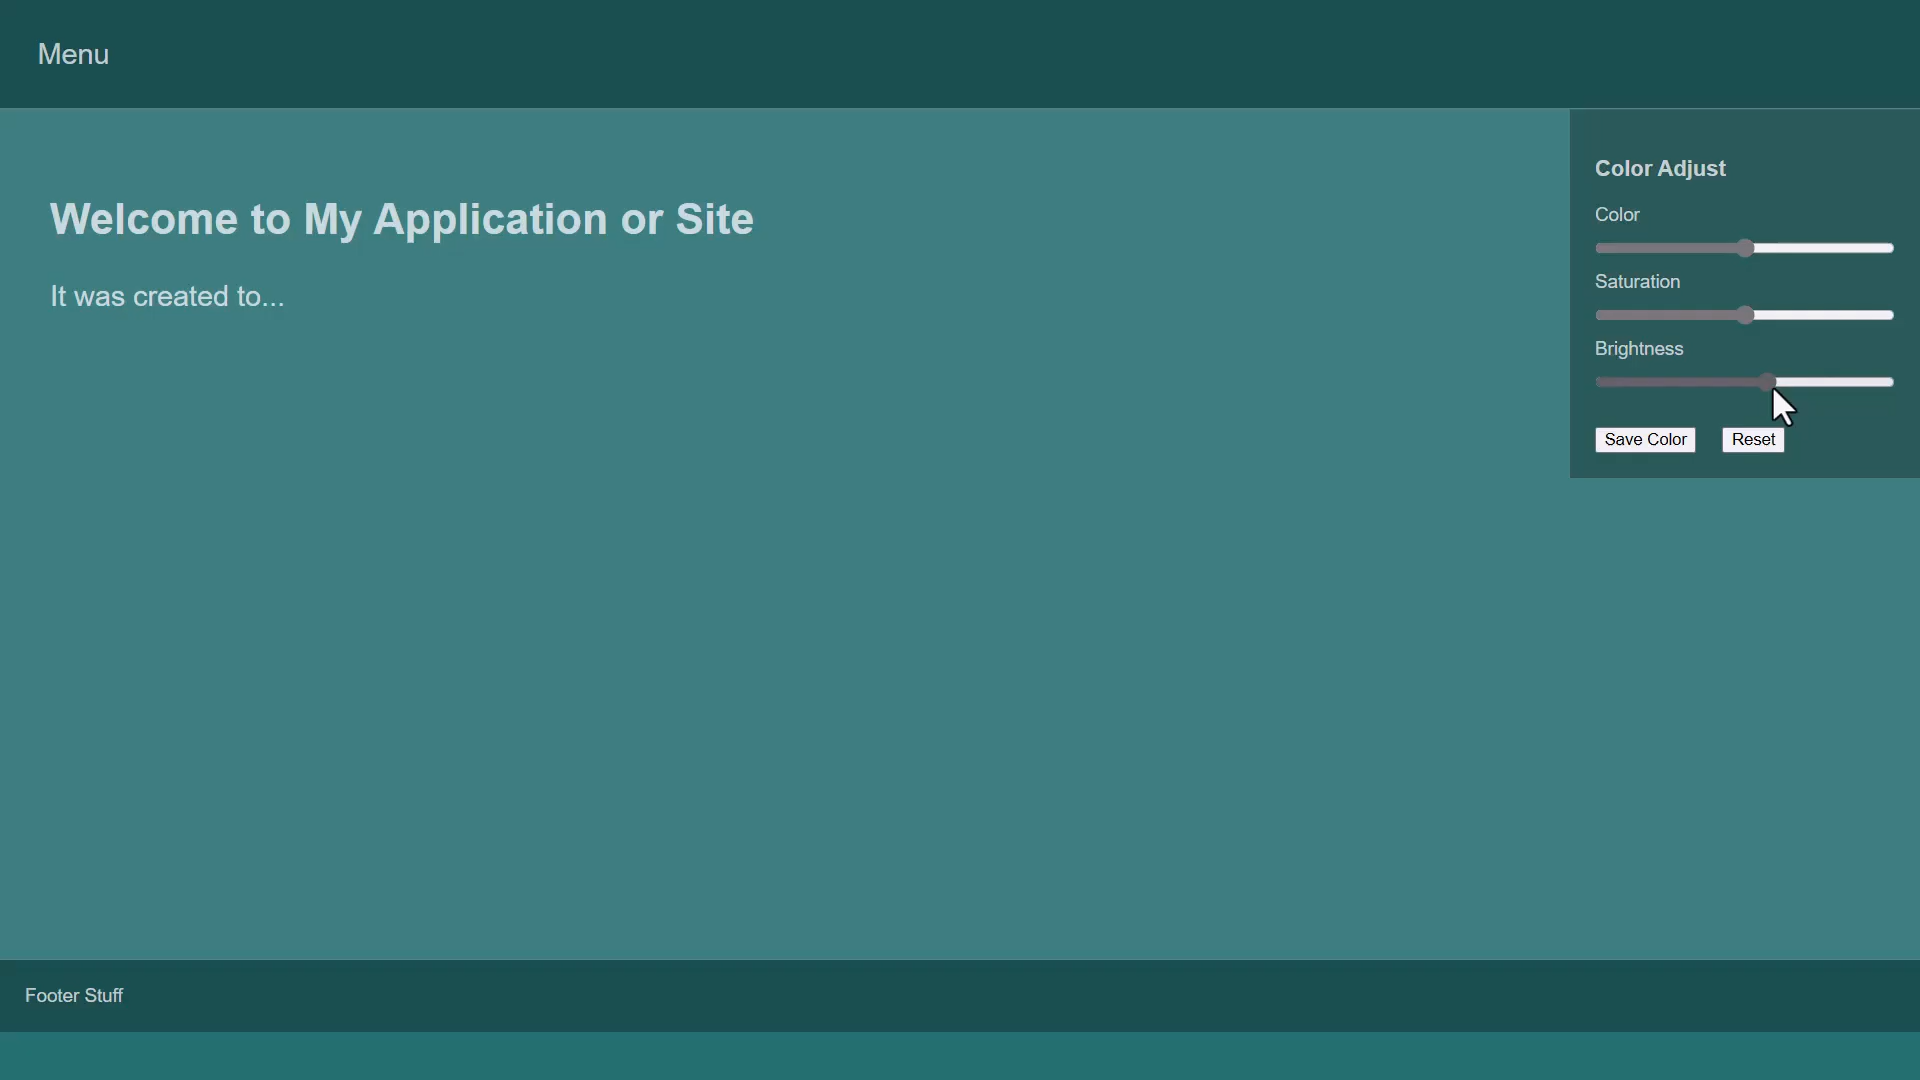 Menu
Welcome to My Application or Site
It was created to...
Color Adjust
Color
Saturation
Brightness
Save Color
Reset
Footer Stuff